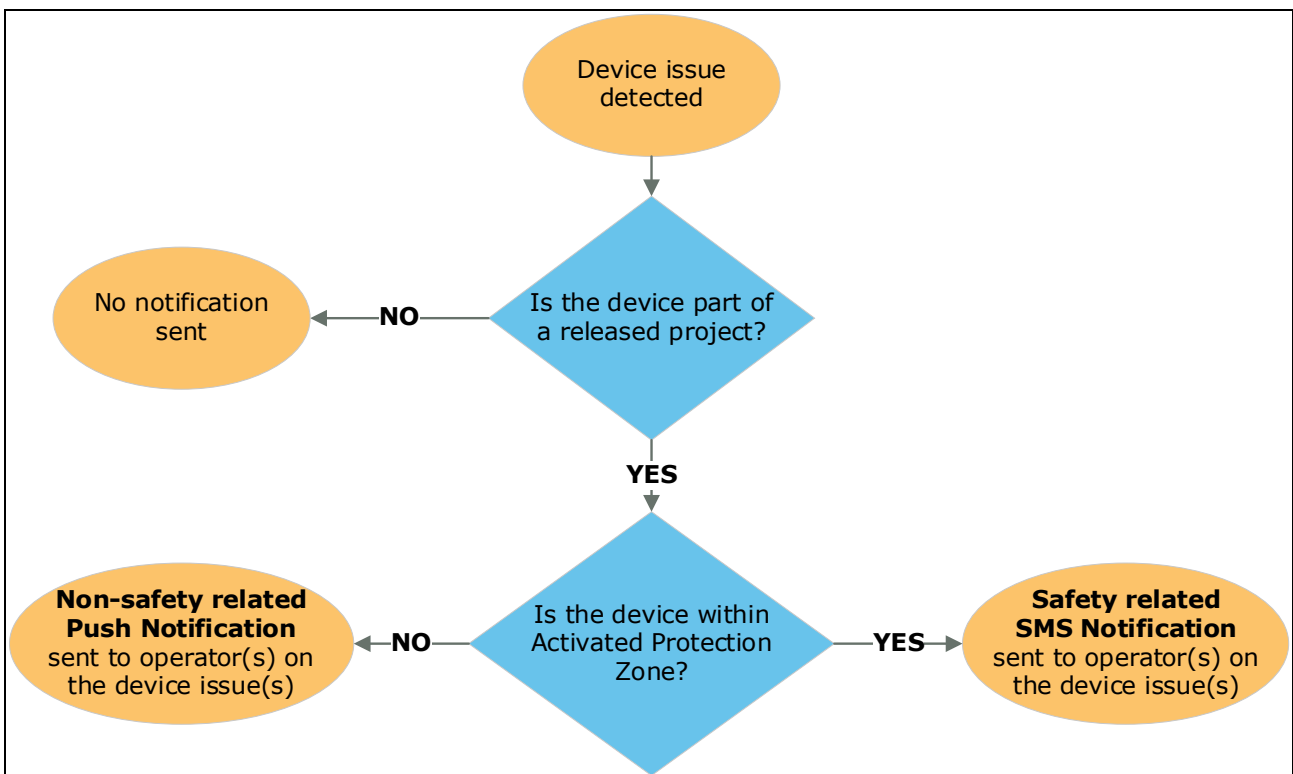 Device issue
detected
Is the device part of
a released project?
NO
No notification
sent
YES
Is the device within
Activated Protection
Zone?
NO
Non-safety related
Push Notification
sent to operator(s) on
the device issue(s)
YES
Safety related
SMS Notification
sent to operator(s) on
the device issue(s)